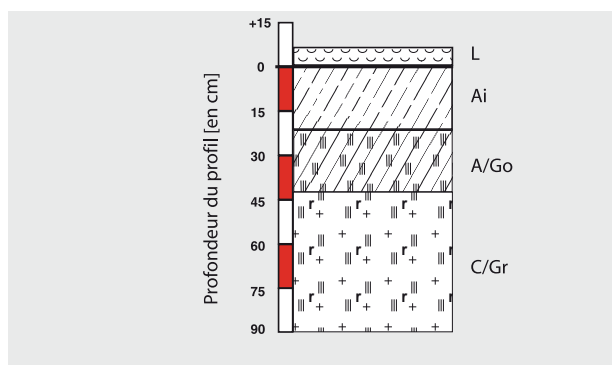 Profondeur du profil [en cm]
+15
0
15
30
45
60
75
90
L
Ai
A/Go
C/Gr
r r r r
r r r r
r r r r